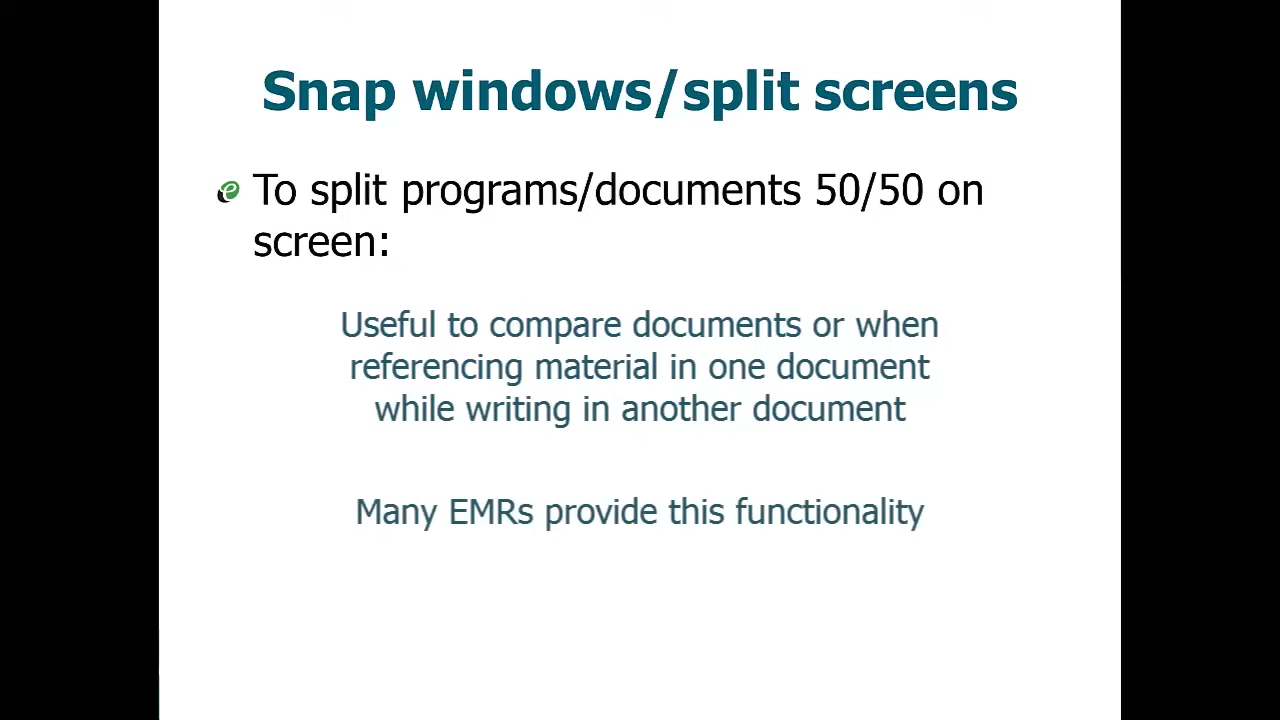 Snap windows/split screens
To split programs/documents 50/50 on
screen:
Useful to compare documents or when
referencing material in one document
while writing in another document
Many EMRs provide this functionality